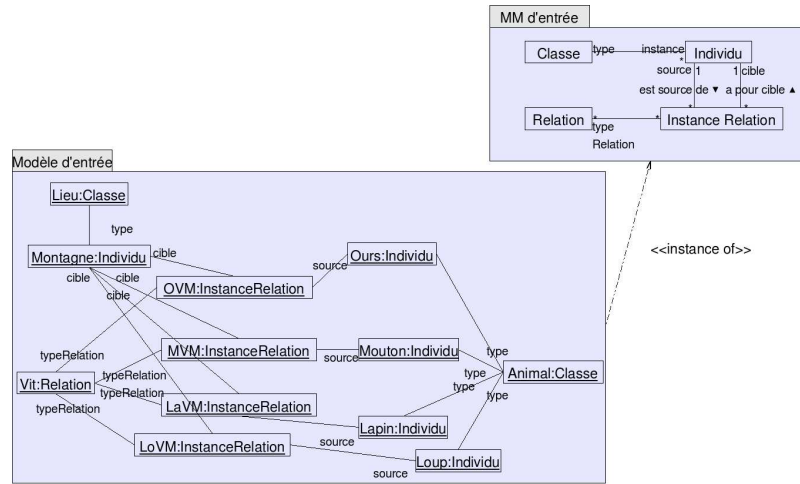 MM d'entrée
Classe
type
instance
*
Individu
source
1
1
cible
est source de ▼
a pour cible ▲
*
*
Relation
*
type
Relation
*
Instance Relation
Modèle d'entrée
Lieu:Classe
type
<<instance of>>
Montagne:Individu
cible
Ours:Individu
source
cible
cible
cible
OVM:InstanceRelation
typeRelation
MVM:InstanceRelation
source
Mouton:Individu
type
type
type
type
Animal:Classe
Vit:Relation
typeRelation
typeRelation
typeRelation
LaVM:InstanceRelation
Lapin:Individu
LoVM:InstanceRelation
source
Loup:Individu
source